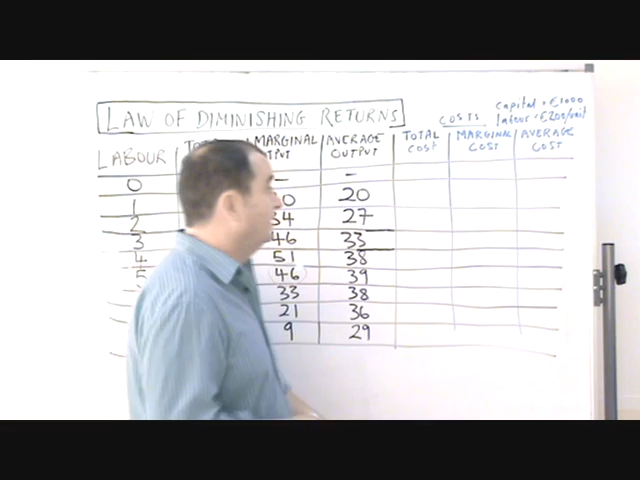 LAW OF DIMINISHING RETURNS
COSTS
Capital = €1000
labour = €200/unit
LABOUR MARGINAL AVERAGE OUTPUT TOTAL COST MARGINAL COST AVERAGE COST
0 - -
1 20
2 34 27
3 46 33
4 51 38
5 46 39
33 38
21 36
9 29